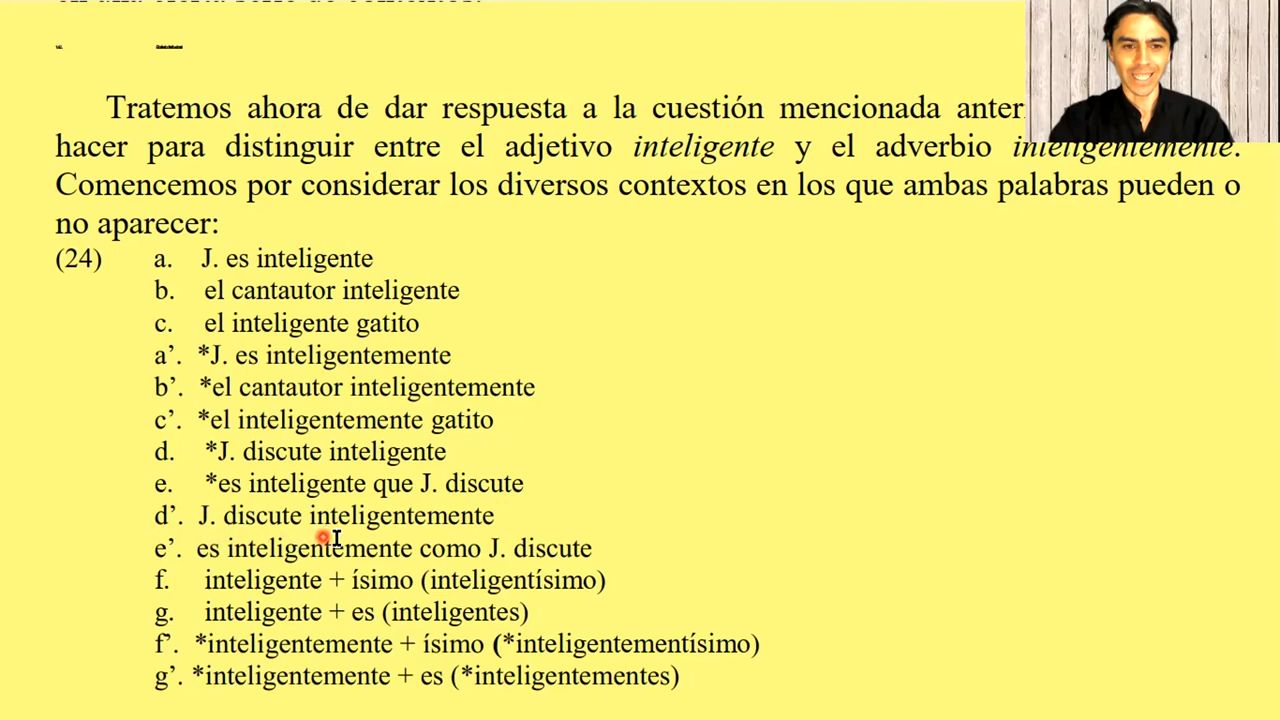 Tratemos ahora de dar respuesta a la cuestión mencionada
hacer para distinguir entre el adjetivo inteligente y el adverbio inteligentemente.
Comencemos por considerar los diversos contextos en los que ambas palabras pueden o
no aparecer:
(24) a. J. es inteligente
b. el cantautor inteligente
c. el inteligente gatito
a’. *J. es inteligentemente
b’. *el cantautor inteligentemente
c’. *el inteligentemente gatito
d. *J. discute inteligente
e. *es inteligente que J. discute
d’. J. discute inteligentemente
e’. es inteligentemente como J. discute
f. inteligente + ísimo (inteligentísimo)
g. inteligente + es (inteligentes)
f’. *inteligentemente + ísimo (*inteligentementísimo)
g’. *inteligentemente + es (*inteligentementes)